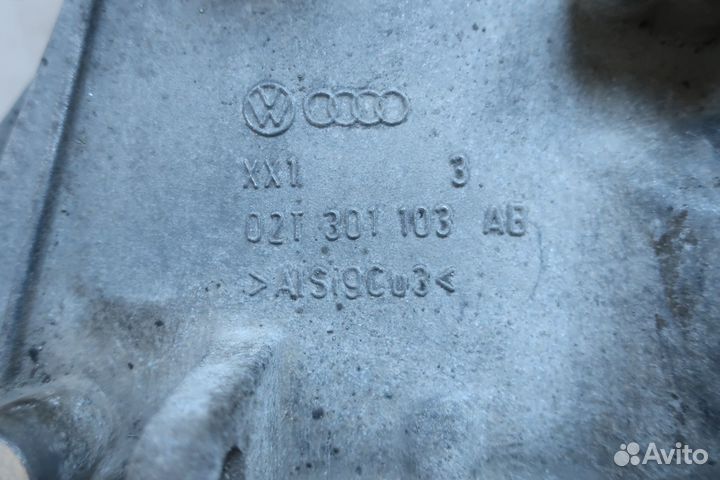 XX1 3
02T 301 103 AB
>AlSi9Cu3<
Avito